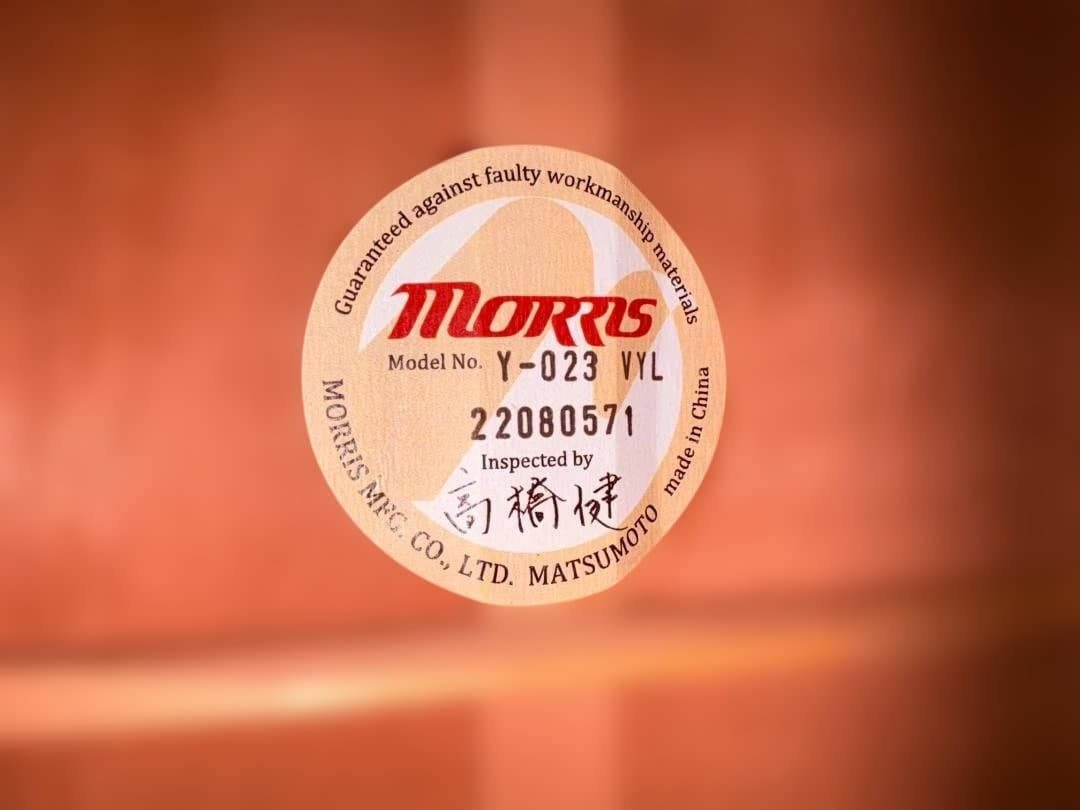 Guaranteed against faulty workmanship materials
MORRIS
Model No. Y-023 VYL
22080571
Inspected by
高橋健
MORRIS MFG. CO., LTD. MATSUMOTO
made in China